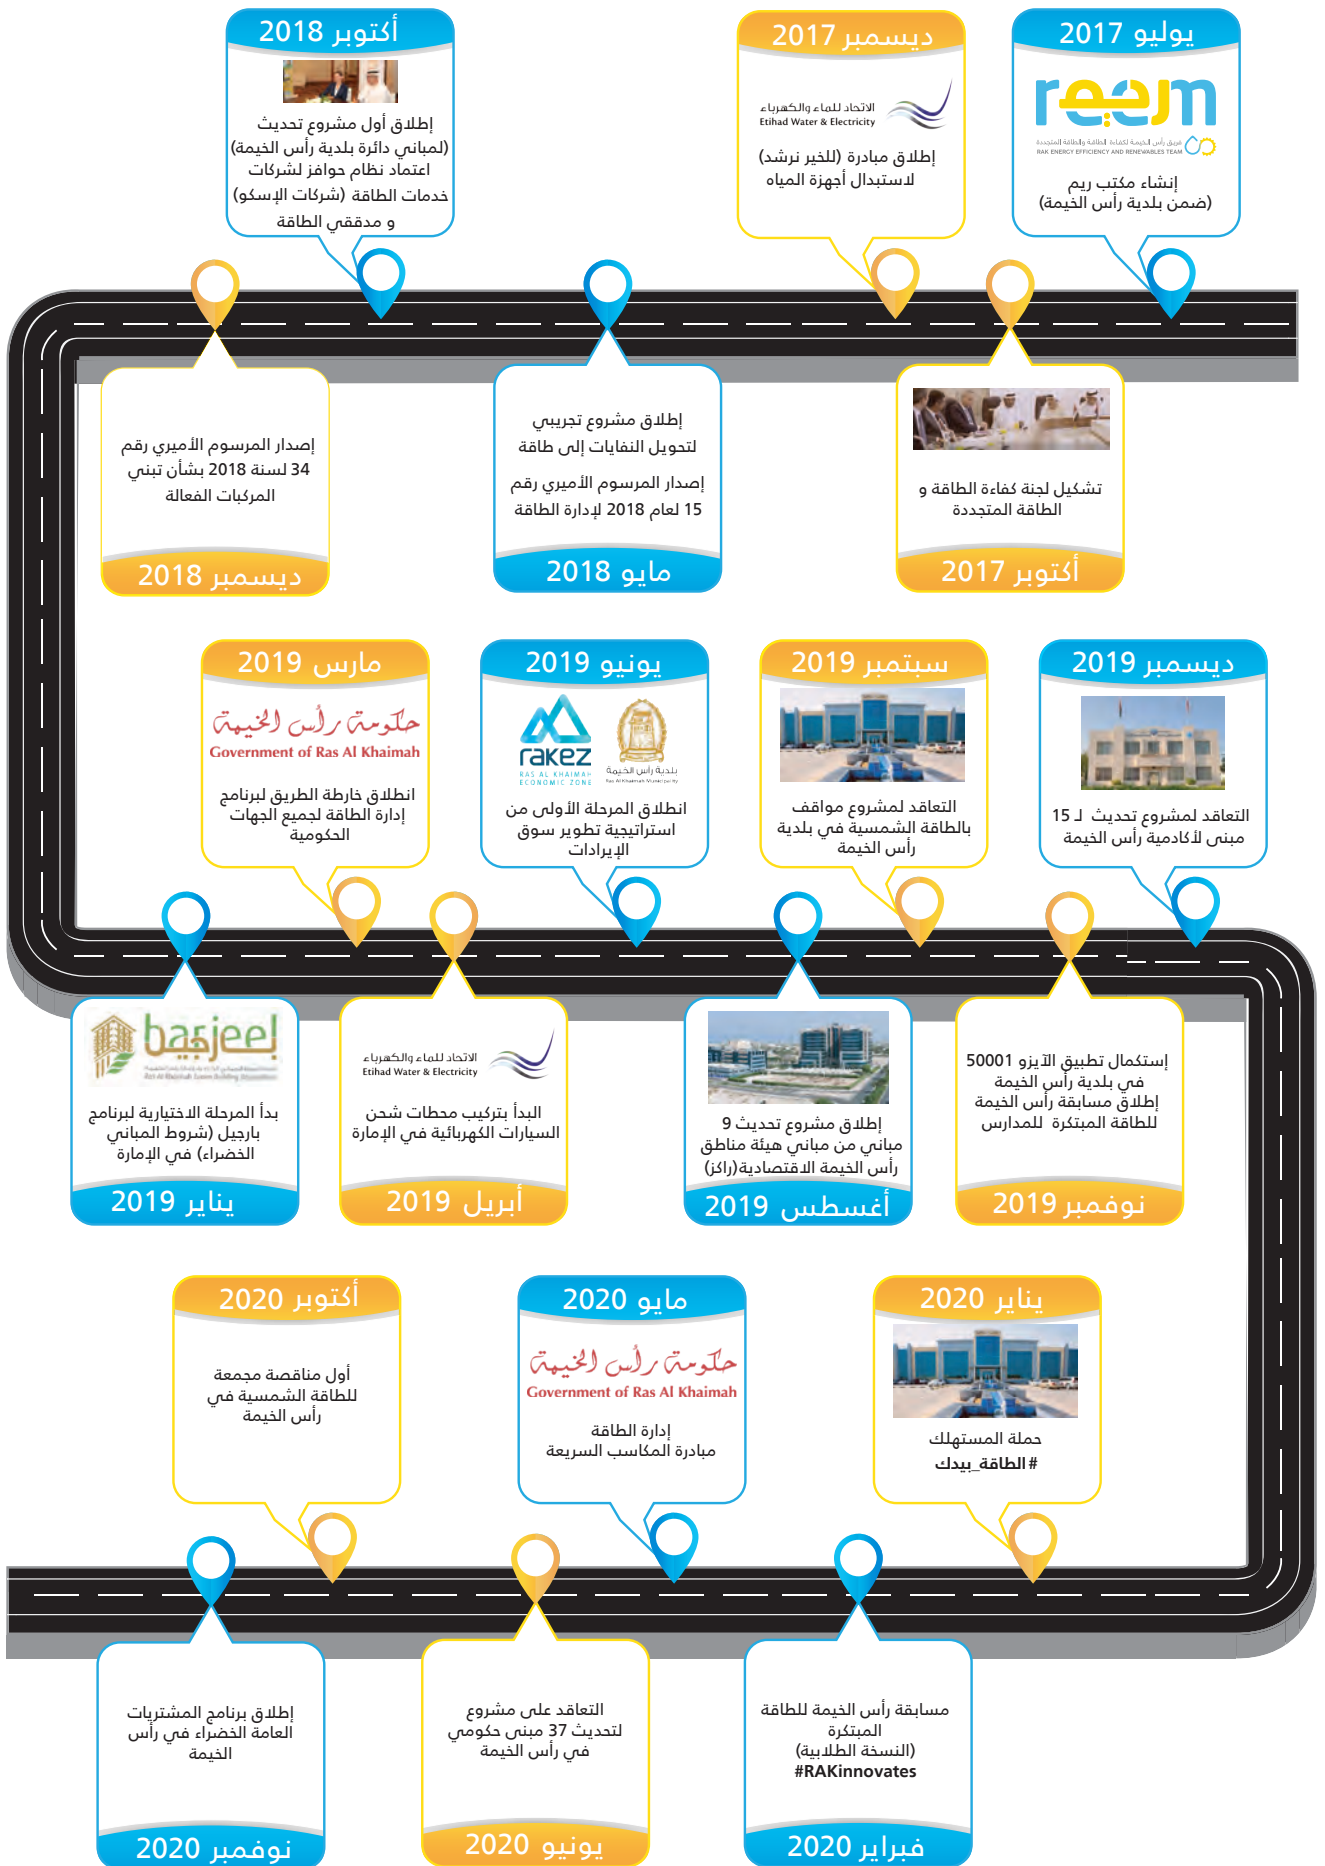 يوليو 2017
reem ريم
فريق رأس الخيمة لكفاءة الطاقة والطاقة المتجددة
RAK ENERGY EFFICIENCY AND RENEWABLES TEAM
إنشاء مكتب ريم
(ضمن بلدية رأس الخيمة)
تشكيل لجنة كفاءة الطاقة و
الطاقة المتجددة
أكتوبر 2017
ديسمبر 2017
الاتحاد للماء والكهرباء
Etihad Water & Electricity
إطلاق مبادرة (للخير نرشد)
لاستبدال أجهزة المياه
إطلاق مشروع تجريبي
لتحويل النفايات إلى طاقة
إصدار المرسوم الأميري رقم
15 لعام 2018 لإدارة الطاقة
مايو 2018
أكتوبر 2018
إطلاق أول مشروع تحديث
(لمباني دائرة بلدية رأس الخيمة)
اعتماد نظام حوافز لشركات
خدمات الطاقة (شركات الإسكو)
و مدققي الطاقة
إصدار المرسوم الأميري رقم
34 لسنة 2018 بشأن تبني
المركبات الفعالة
ديسمبر 2018
barjeel بارجيل
بدأ المرحلة الاختيارية لبرنامج
بارجيل (شروط المباني
الخضراء) في الإمارة
يناير 2019
مارس 2019
حكومة رأس الخيمة
Government of Ras Al Khaimah
انطلاق خارطة الطريق لبرنامج
إدارة الطاقة لجميع الجهات
الحكومية
الاتحاد للماء والكهرباء
Etihad Water & Electricity
البدأ بتركيب محطات شحن
السيارات الكهربائية في الإمارة
أبريل 2019
يونيو 2019
rakez
RAS AL KHAIMAH
ECONOMIC ZONE
بلدية رأس الخيمة
Ras Al Khaimah Municipality
انطلاق المرحلة الأولى من
استراتيجية تطوير سوق
الإيرادات
إطلاق مشروع تحديث 9
مباني من مباني هيئة مناطق
رأس الخيمة الاقتصادية(راكز)
أغسطس 2019
سبتمبر 2019
التعاقد لمشروع مواقف
بالطاقة الشمسية في بلدية
رأس الخيمة
إستكمال تطبيق الآيزو 50001
في بلدية رأس الخيمة
إطلاق مسابقة رأس الخيمة
للطاقة المبتكرة للمدارس
نوفمبر 2019
ديسمبر 2019
التعاقد لمشروع تحديث لـ 15
مبنى لأكادمية رأس الخيمة
يناير 2020
حملة المستهلك
#الطاقة_بيدك
مسابقة رأس الخيمة للطاقة
المبتكرة
(النسخة الطلابية)
#RAKinnovates
فبراير 2020
مايو 2020
حكومة رأس الخيمة
Government of Ras Al Khaimah
إدارة الطاقة
مبادرة المكاسب السريعة
التعاقد على مشروع
لتحديث 37 مبنى حكومي
في رأس الخيمة
يونيو 2020
أكتوبر 2020
أول مناقصة مجمعة
للطاقة الشمسية في
رأس الخيمة
إطلاق برنامج المشتريات
العامة الخضراء في رأس
الخيمة
نوفمبر 2020